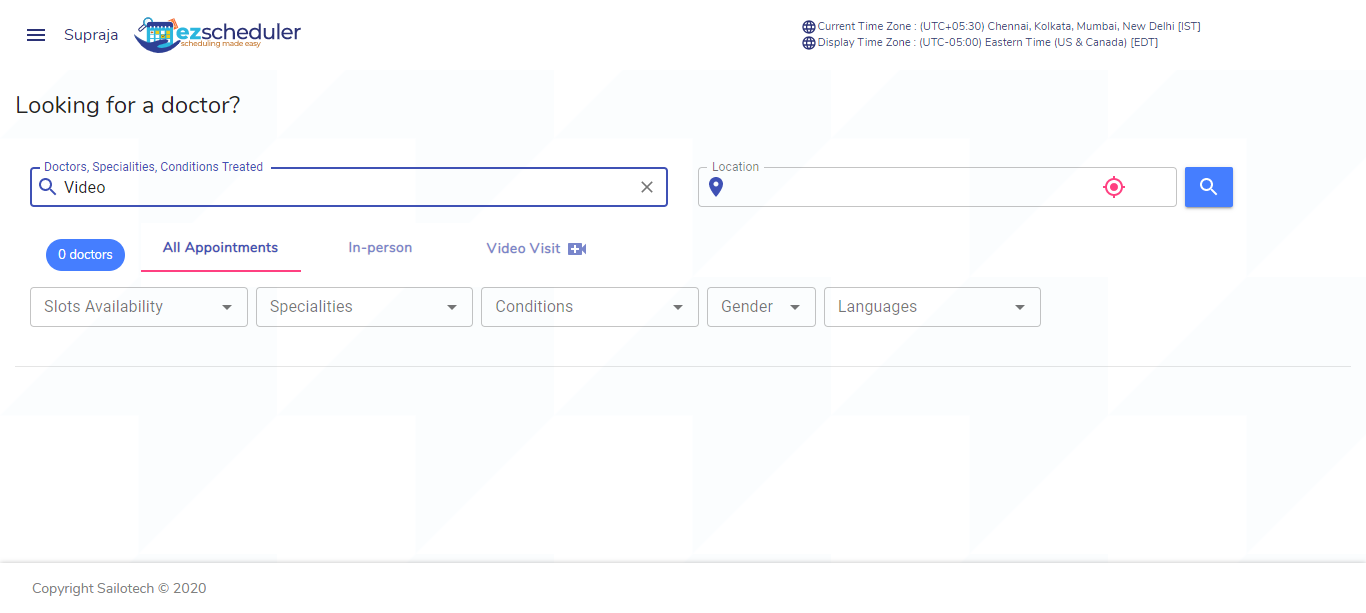 Supraja
ezscheduler
scheduling made easy
Current Time Zone : (UTC+05:30) Chennai, Kolkata, Mumbai, New Delhi [IST]
Display Time Zone : (UTC-05:00) Eastern Time (US & Canada) [EDT]
Looking for a doctor?
Doctors, Specialities, Conditions Treated
Video
Location
0 doctors
All Appointments
In-person
Video Visit
Slots Availability
Specialities
Conditions
Gender
Languages
Copyright Sailotech © 2020